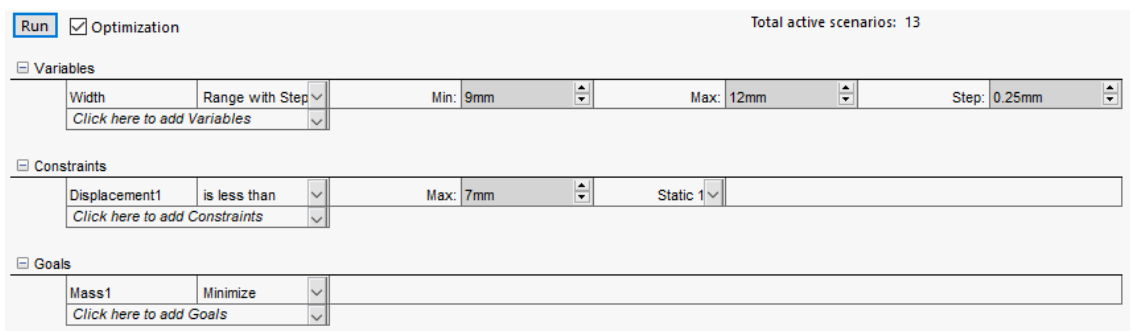 Run Optimization Total active scenarios: 13
Variables
Width Range with Step Min: 9mm Max: 12mm Step: 0.25mm
Click here to add Variables
Constraints
Displacement1 is less than Max: 7mm Static 1
Click here to add Constraints
Goals
Mass1 Minimize
Click here to add Goals